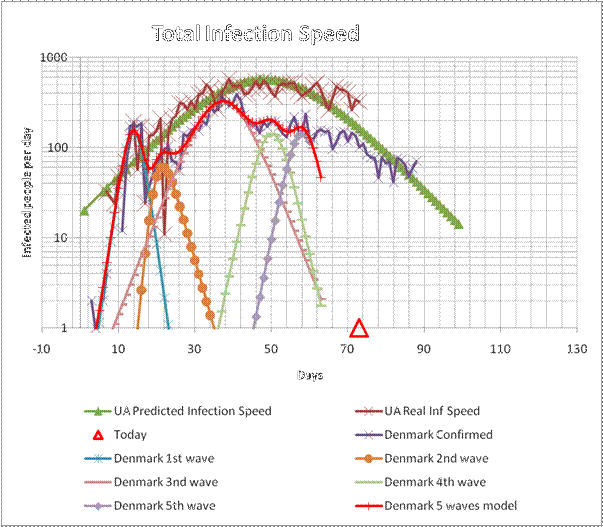 Total Infection Speed
Infected people per day
1000
100
10
1
-10 10 30 50 70 90 110 130
Days
UA Predicted Infection Speed UA Real Inf Speed
Today Denmark Confirmed
Denmark 1st wave Denmark 2nd wave
Denmark 3nd wave Denmark 4th wave
Denmark 5th wave Denmark 5 waves model